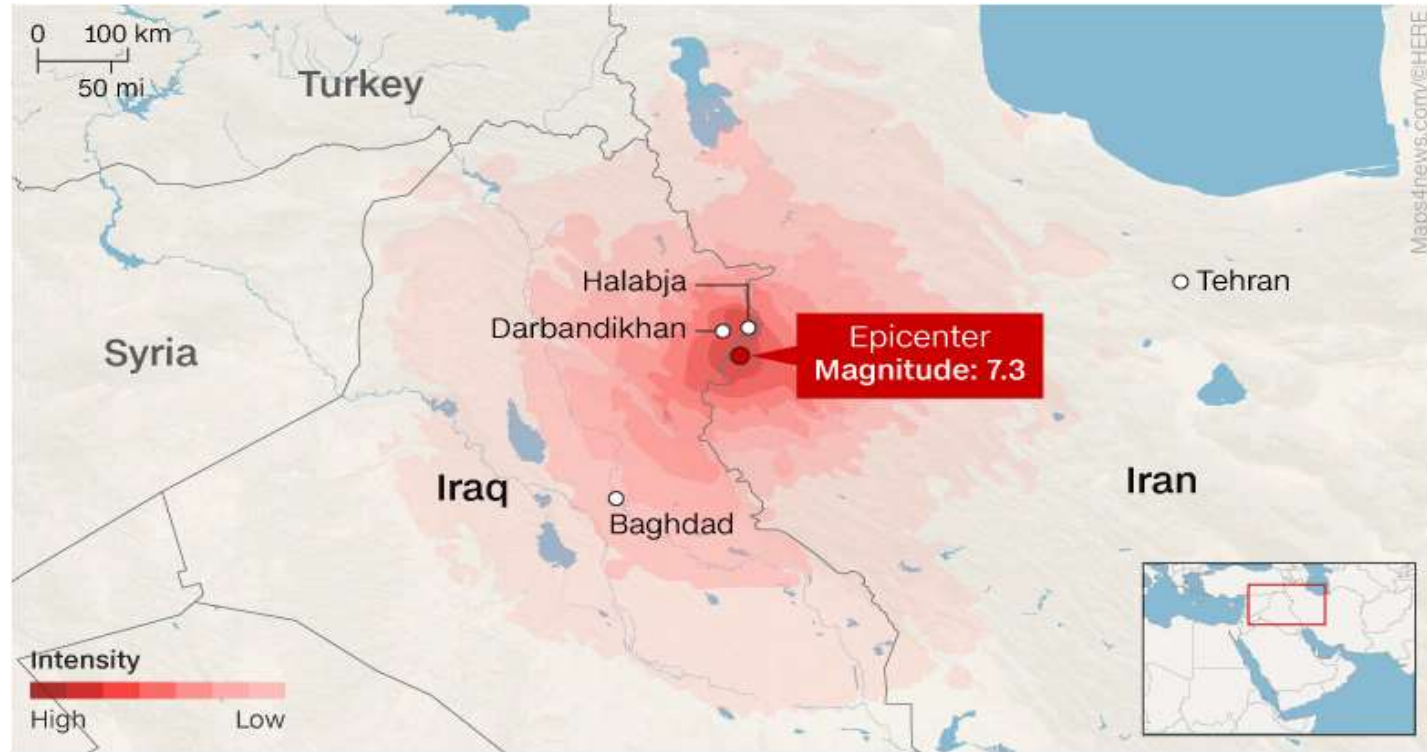 0 100 km
50 mi
Turkey
Maps4news.com/©HERE
Halabja
Darbandikhan
Tehran
Epicenter
Magnitude: 7.3
Syria
Iraq
Iran
Baghdad
Intensity
High Low